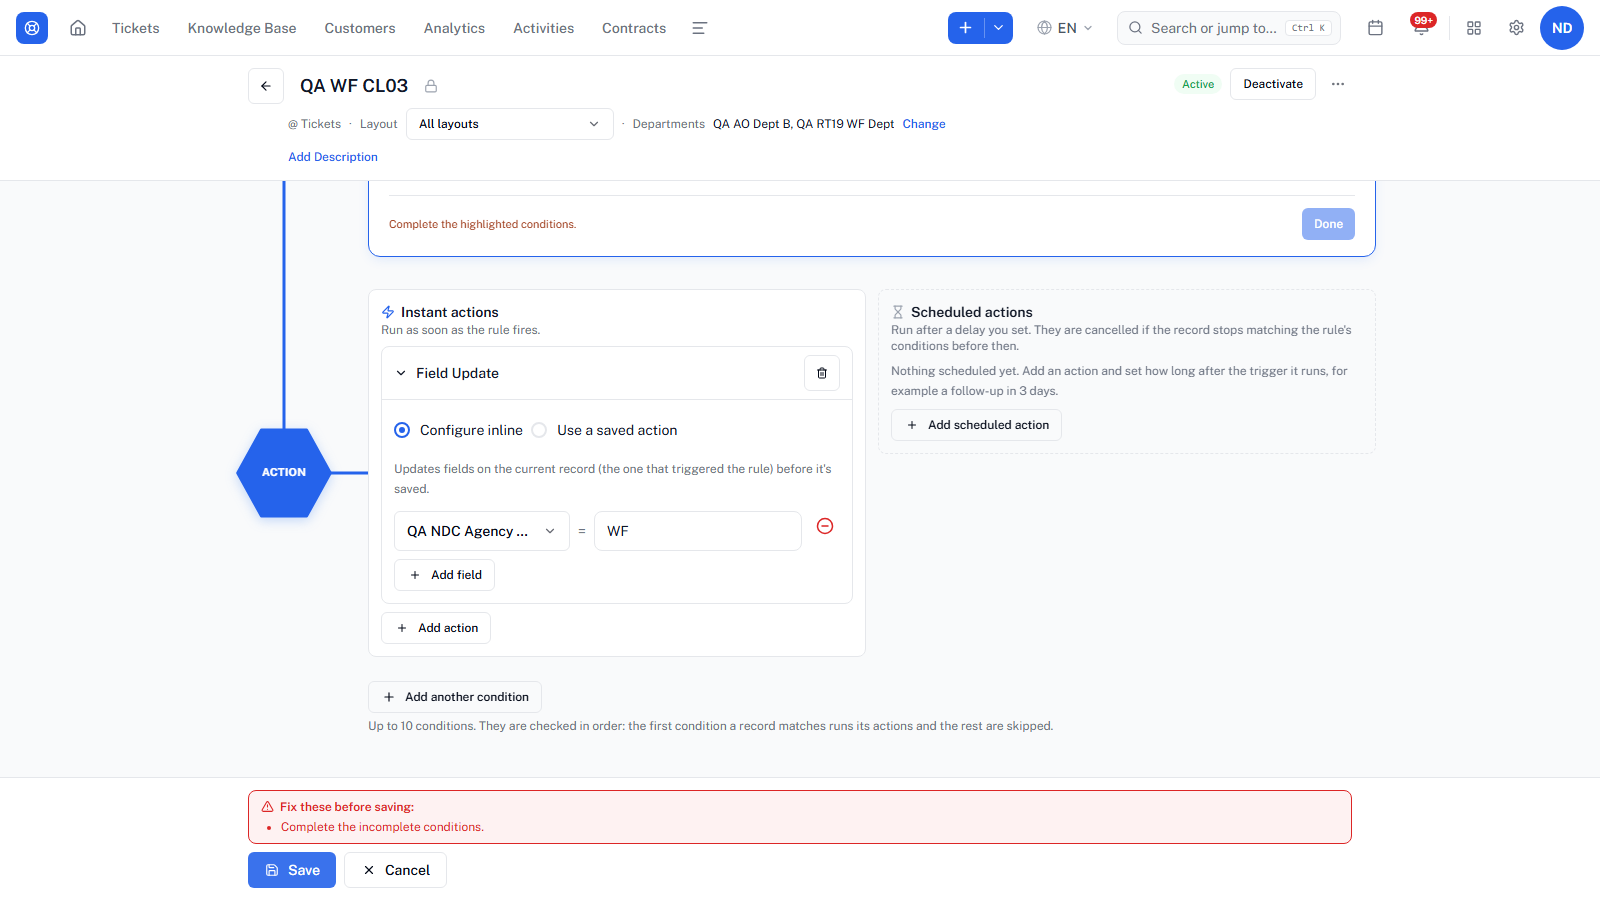 Tickets
Knowledge Base
Customers
Analytics
Activities
Contracts
EN
Search or jump to...
Ctrl K
99+
ND
QA WF CL03
Active
Deactivate
@ Tickets · Layout
All layouts
· Departments QA AO Dept B, QA RT19 WF Dept Change
Add Description
Complete the highlighted conditions.
Done
Instant actions
Run as soon as the rule fires.
Field Update
Configure inline
Use a saved action
Updates fields on the current record (the one that triggered the rule) before it's
saved.
QA NDC Agency ...
=
WF
Add field
Add action
Scheduled actions
Run after a delay you set. They are cancelled if the record stops matching the rule's
conditions before then.
Nothing scheduled yet. Add an action and set how long after the trigger it runs, for
example a follow-up in 3 days.
Add scheduled action
ACTION
Add another condition
Up to 10 conditions. They are checked in order: the first condition a record matches runs its actions and the rest are skipped.
Fix these before saving:
• Complete the incomplete conditions.
Save
Cancel